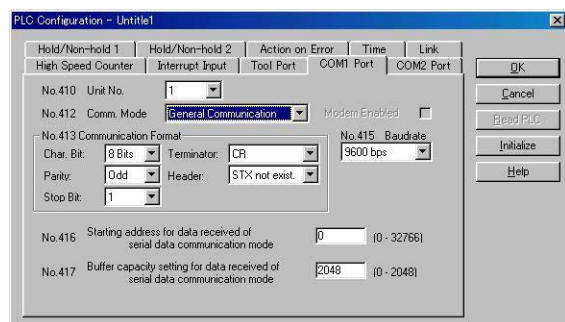 PLC Configuration - Untitle1
Hold/Non-hold 1 Hold/Non-hold 2 Action on Error Time Link
High Speed Counter Interrupt Input Tool Port COM1 Port COM2 Port
No.410 Unit No. 1
No.412 Comm. Mode General Communication Modem Enabled
No.413 Communication Format
Char. Bit: 8 Bits Terminator: CR
Parity: Odd Header: STX not exist.
Stop Bit: 1
No.415 Baudrate
9600 bps
No.416 Starting address for data received of
serial data communication mode
0 (0 - 32766)
No.417 Buffer capacity setting for data received of
serial data communication mode
2048 (0 - 2048)
OK
Cancel
Read PLC
Initialize
Help